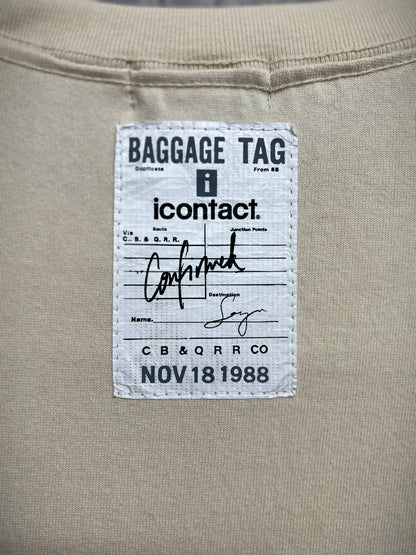 BAGGAGE TAG
Duplicate From
i
icontact.
Route Junction Points
Via
C.. B. & Q. R. R.
Confirmed
Destination
Name.
C B & Q R R CO
NOV 18 1988